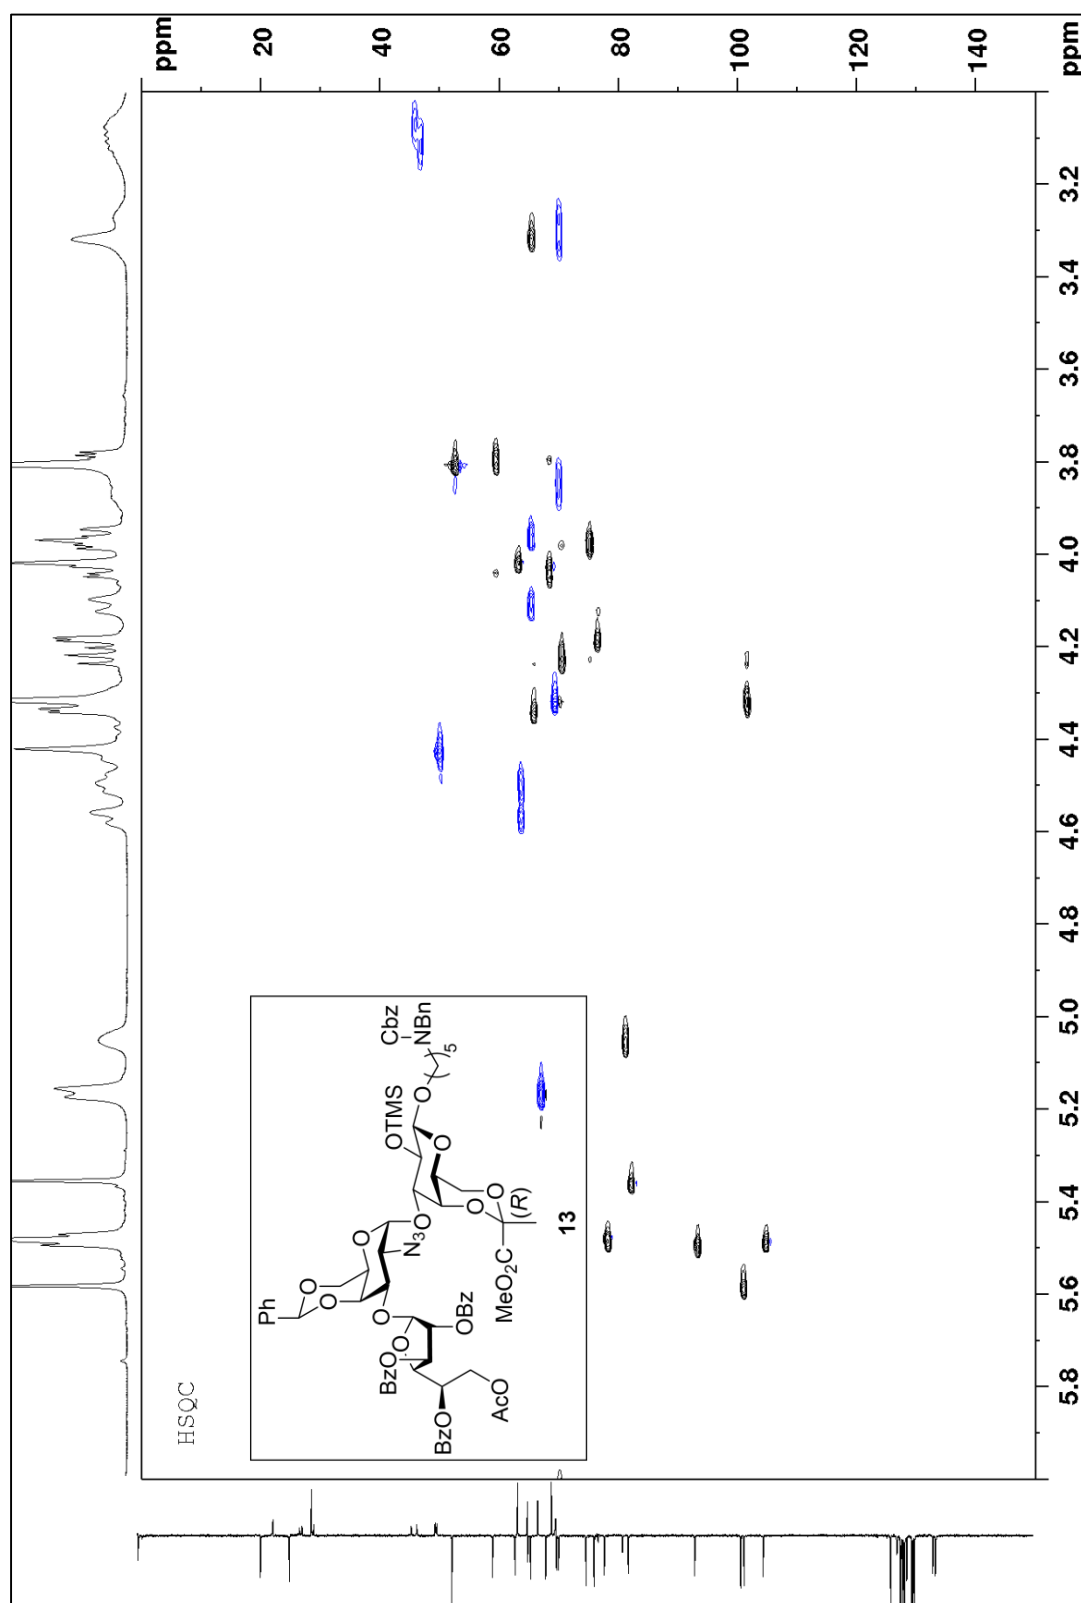 ppm
20
40
60
80
100
120
140
ppm
3.2
3.4
3.6
3.8
4.0
4.2
4.4
4.6
4.8
5.0
5.2
5.4
5.6
5.8
HSQC
Ph
O
O
O
N3
O
BzO
O
OBz
BzO
AcO
OTMS
O
O
O
O
O
MeO2C
(R)
( )5
Cbz
NBn
13